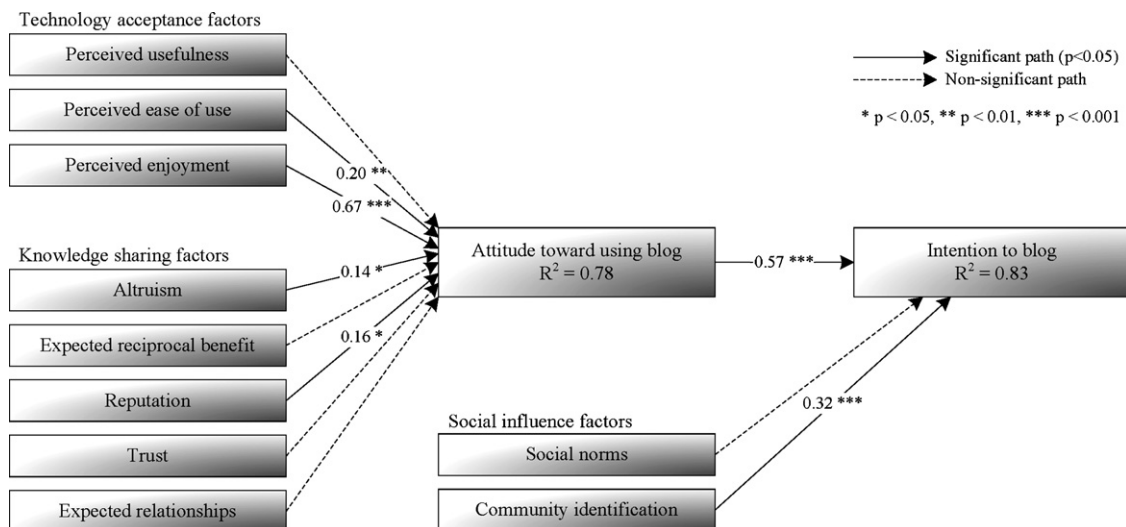 Technology acceptance factors
Perceived usefulness
Perceived ease of use
Perceived enjoyment
Significant path (p<0.05)
Non-significant path
* p < 0.05, ** p < 0.01, *** p < 0.001
0.20 **
0.67 ***
Knowledge sharing factors
Altruism
Expected reciprocal benefit
Reputation
Trust
Expected relationships
0.14 *
0.16 *
Attitude toward using blog
R² = 0.78
0.57 ***
Intention to blog
R² = 0.83
0.32 ***
Social influence factors
Social norms
Community identification